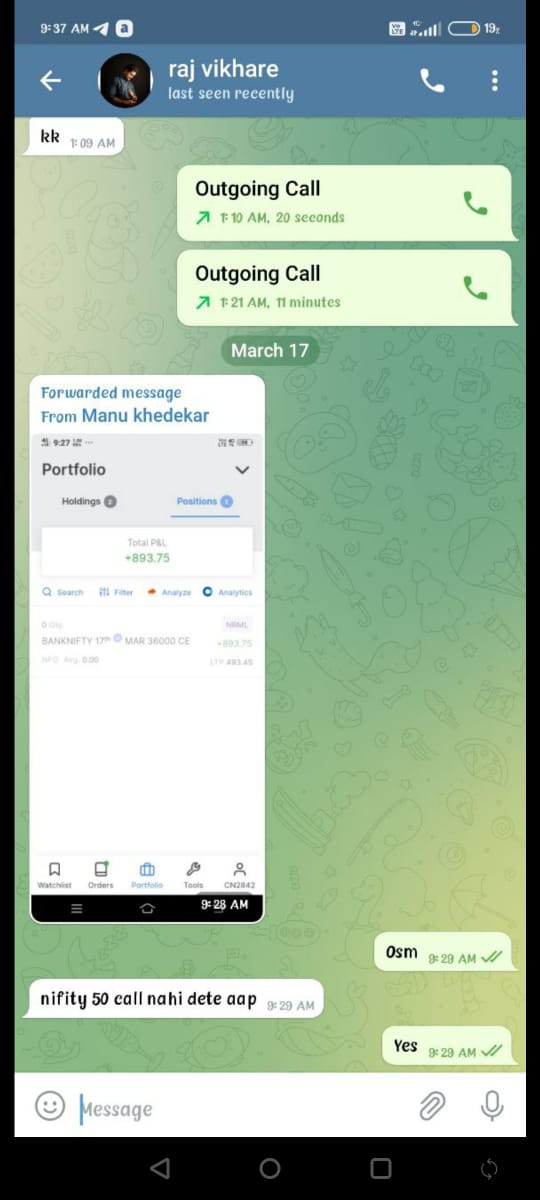 9:37 AM
19%
raj vikhare
last seen recently
kk 1:09 AM
Outgoing Call
1:10 AM, 20 seconds
Outgoing Call
1:21 AM, 11 minutes
March 17
Forwarded message
From Manu khedekar
9:27
Portfolio
Holdings 2 Positions 1
Total P&L
+893.75
Search Filter Analyze Analytics
0 Qty. NRML
BANKNIFTY 17th MAR 36000 CE +893.75
NFO Avg. 0.00 LTP 493.45
Watchlist Orders Portfolio Tools CN2842
9:28 AM
Osm 9:29 AM
nifity 50 call nahi dete aap 9:29 AM
Yes 9:29 AM
Message